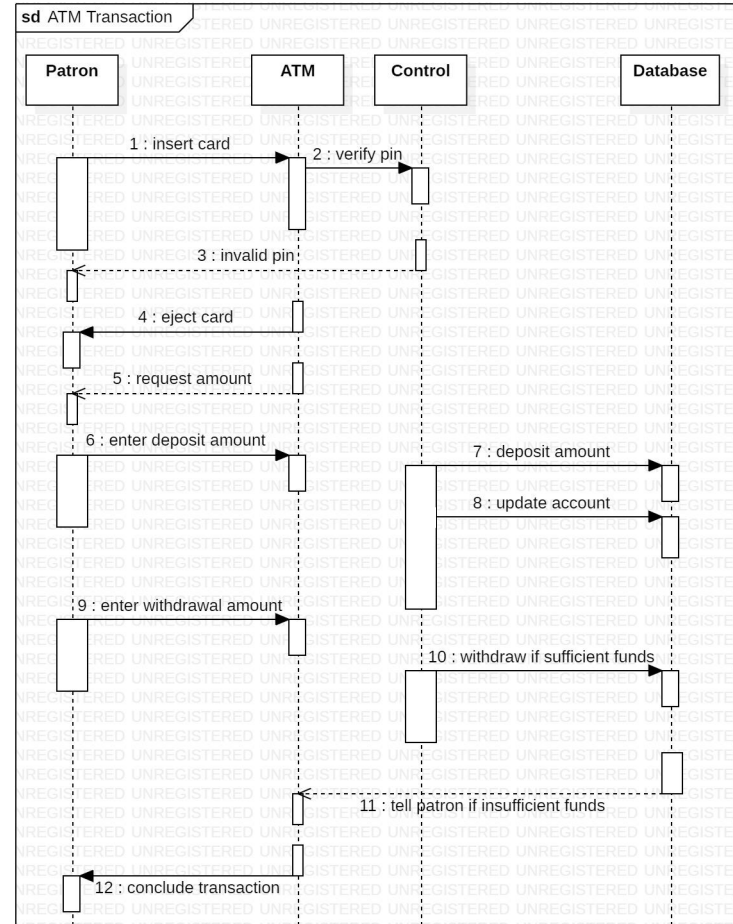 sd ATM Transaction
Patron
ATM
Control
Database
1 : insert card
2 : verify pin
3 : invalid pin
4 : eject card
5 : request amount
6 : enter deposit amount
7 : deposit amount
8 : update account
9 : enter withdrawal amount
10 : withdraw if sufficient funds
11 : tell patron if insufficient funds
12 : conclude transaction
UNREGISTERED